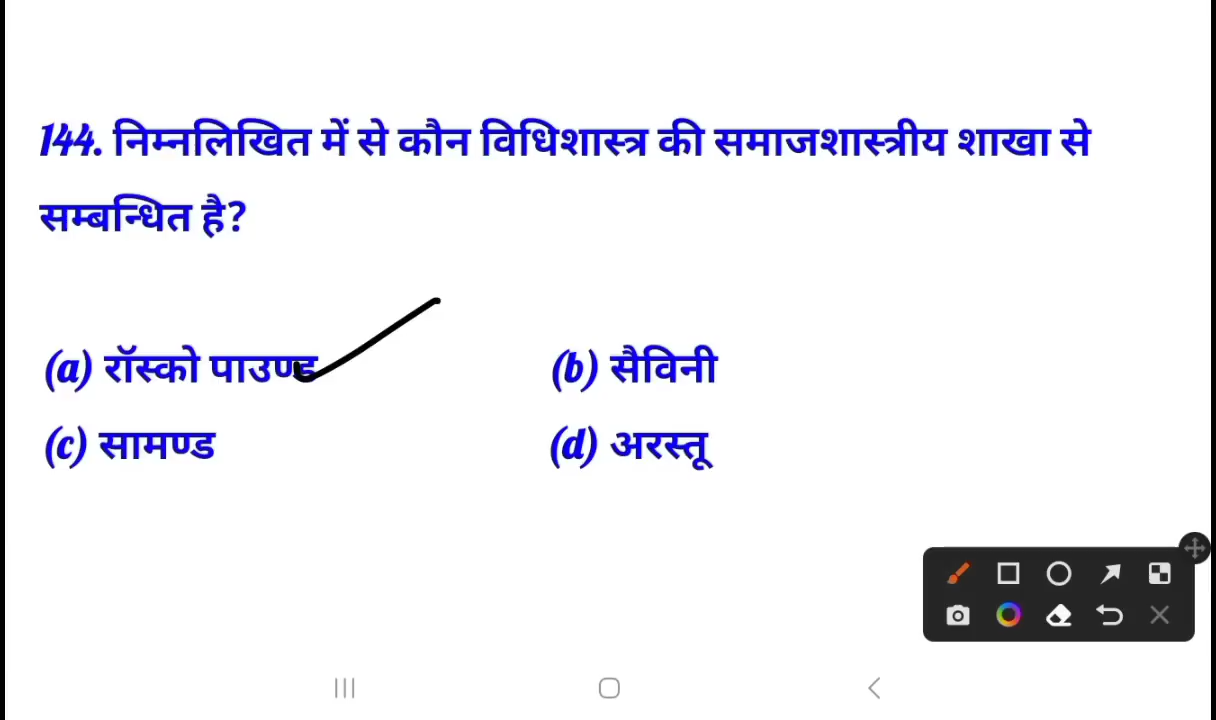 144. निम्नलिखित में से कौन विधिशास्त्र की समाजशास्त्रीय शाखा से
सम्बन्धित है?
(a) रॉस्को पाउण्ड (b) सैविनी
(c) सामण्ड (d) अरस्तू